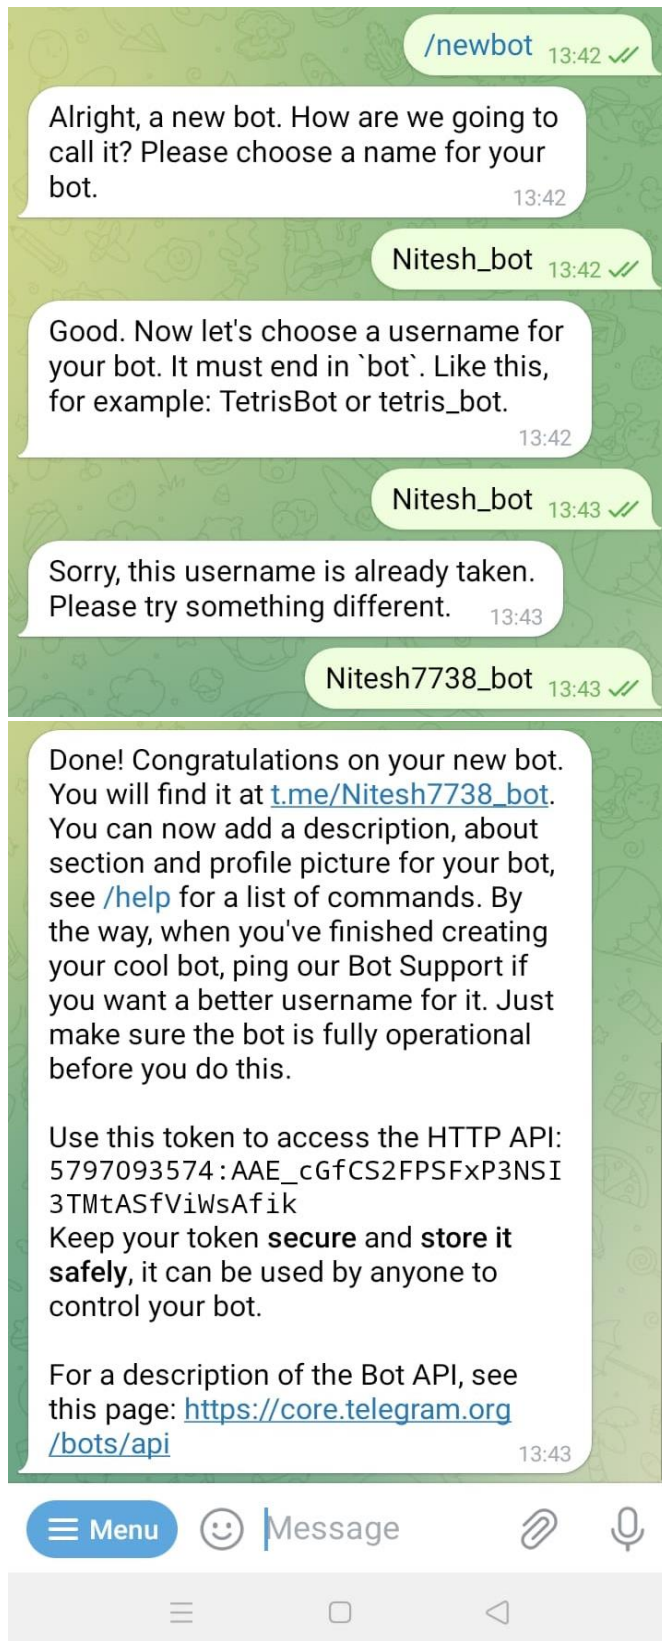 /newbot 13:42
Alright, a new bot. How are we going to
call it? Please choose a name for your
bot.
13:42
Nitesh_bot 13:42
Good. Now let's choose a username for
your bot. It must end in `bot`. Like this,
for example: TetrisBot or tetris_bot.
13:42
Nitesh_bot 13:43
Sorry, this username is already taken.
Please try something different. 13:43
Nitesh7738_bot 13:43
Done! Congratulations on your new bot.
You will find it at t.me/Nitesh7738_bot.
You can now add a description, about
section and profile picture for your bot,
see /help for a list of commands. By
the way, when you've finished creating
your cool bot, ping our Bot Support if
you want a better username for it. Just
make sure the bot is fully operational
before you do this.
Use this token to access the HTTP API:
5797093574:AAE_cGfCS2FPSFxP3NSI
3TMtASfViWsAfik
Keep your token secure and store it
safely, it can be used by anyone to
control your bot.
For a description of the Bot API, see
this page: https://core.telegram.org
/bots/api
13:43
Menu
Message